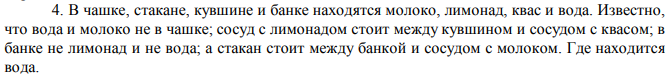 4. В чашке, стакане, кувшине и банке находятся молоко, лимонад, квас и вода. Известно,
что вода и молоко не в чашке; сосуд с лимонадом стоит между кувшином и сосудом с квасом; в
банке не лимонад и не вода; а стакан стоит между банкой и сосудом с молоком. Где находится
вода.